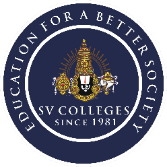 EDUCATION FOR A BETTER SOCIETY
SV COLLEGES
SINCE 1981